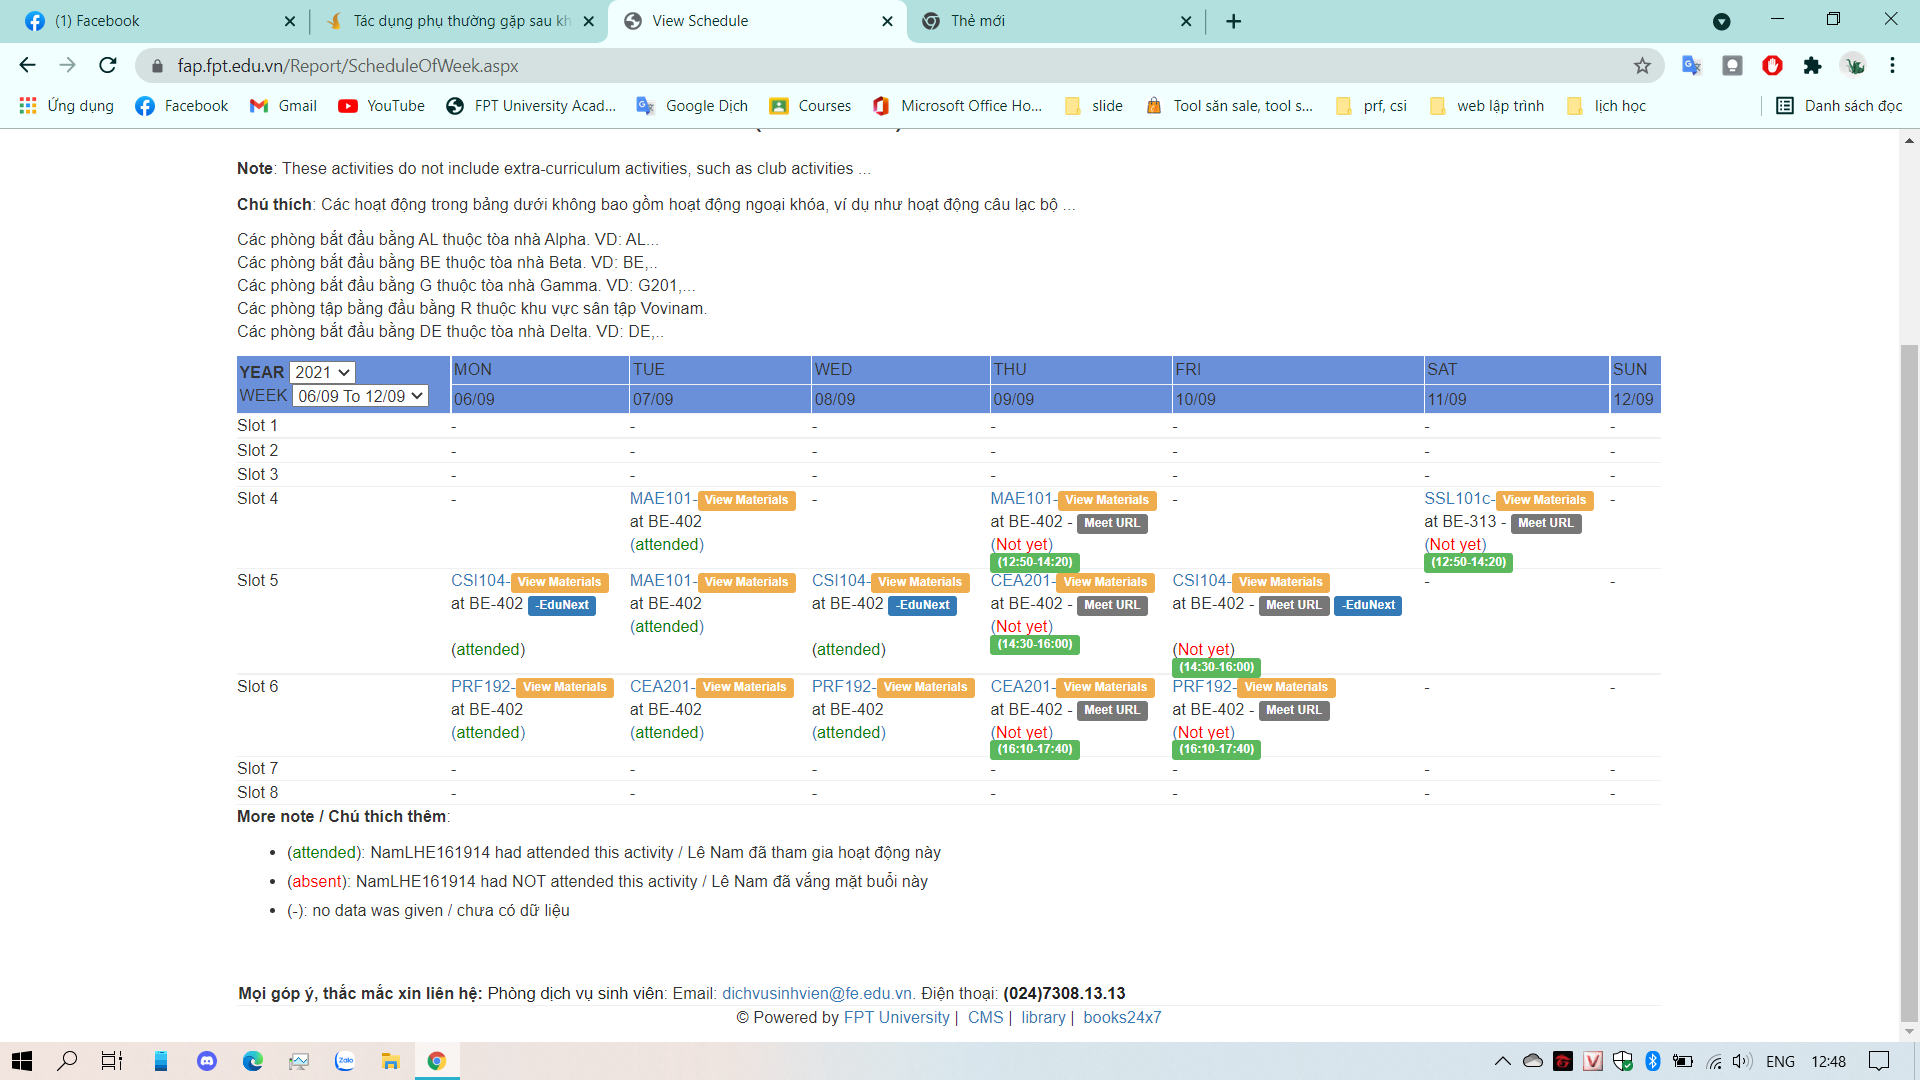 (1) Facebook
Tác dụng phụ thường gặp sau kh
View Schedule
Thẻ mới
fap.fpt.edu.vn/Report/ScheduleOfWeek.aspx
Ứng dụng Facebook Gmail YouTube FPT University Acad... Google Dịch Courses Microsoft Office Ho... slide Tool săn sale, tool s... prf, csi web lập trình lịch học Danh sách đọc
Note: These activities do not include extra-curriculum activities, such as club activities ...
Chú thích: Các hoạt động trong bảng dưới không bao gồm hoạt động ngoại khóa, ví dụ như hoạt động câu lạc bộ ...
Các phòng bắt đầu bằng AL thuộc tòa nhà Alpha. VD: AL...
Các phòng bắt đầu bằng BE thuộc tòa nhà Beta. VD: BE,..
Các phòng bắt đầu bằng G thuộc tòa nhà Gamma. VD: G201,...
Các phòng tập bằng đầu bằng R thuộc khu vực sân tập Vovinam.
Các phòng bắt đầu bằng DE thuộc tòa nhà Delta. VD: DE,..
YEAR 2021 MON TUE WED THU FRI SAT SUN
WEEK 06/09 To 12/09 06/09 07/09 08/09 09/09 10/09 11/09 12/09
Slot 1 - - - - - - -
Slot 2 - - - - - - -
Slot 3 - - - - - - -
Slot 4 - MAE101-View Materials - MAE101-View Materials - SSL101c-View Materials -
at BE-402 at BE-402 - Meet URL at BE-313 - Meet URL
(attended) (Not yet) (Not yet)
(12:50-14:20) (12:50-14:20)
Slot 5 CSI104-View Materials MAE101-View Materials CSI104-View Materials CEA201-View Materials CSI104-View Materials - -
at BE-402 -EduNext at BE-402 at BE-402 -EduNext at BE-402 - Meet URL at BE-402 - Meet URL -EduNext
(attended) (Not yet)
(attended) (attended) (14:30-16:00) (Not yet)
(14:30-16:00)
Slot 6 PRF192-View Materials CEA201-View Materials PRF192-View Materials CEA201-View Materials PRF192-View Materials - -
at BE-402 at BE-402 at BE-402 at BE-402 - Meet URL at BE-402 - Meet URL
(attended) (attended) (attended) (Not yet) (Not yet)
(16:10-17:40) (16:10-17:40)
Slot 7 - - - - - - -
Slot 8 - - - - - - -
More note / Chú thích thêm:
• (attended): NamLHE161914 had attended this activity / Lê Nam đã tham gia hoạt động này
• (absent): NamLHE161914 had NOT attended this activity / Lê Nam đã vắng mặt buổi này
• (-): no data was given / chưa có dữ liệu
Mọi góp ý, thắc mắc xin liên hệ: Phòng dịch vụ sinh viên: Email: dichvusinhvien@fe.edu.vn. Điện thoại: (024)7308.13.13
© Powered by FPT University | CMS | library | books24x7
Zalo
ENG 12:48